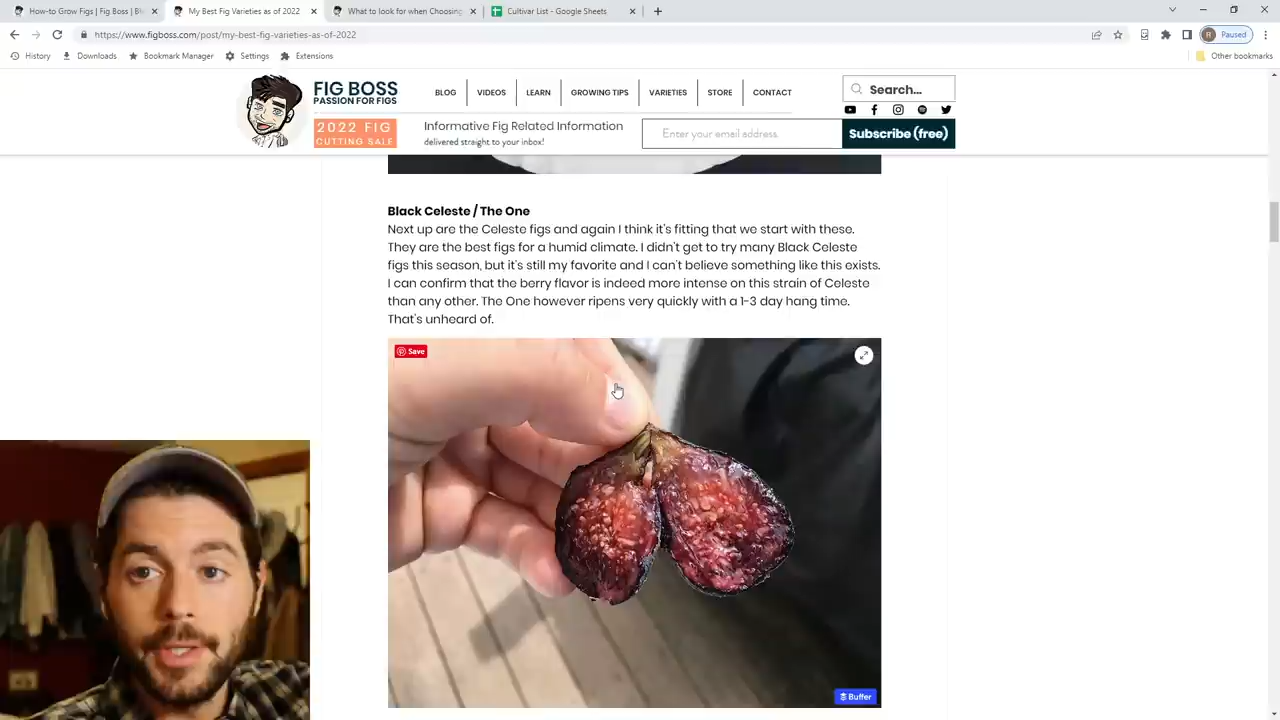 How to Grow Figs | Fig Boss | Bl
My Best Fig Varieties as of 2022
What to look for when Choosing
Cultivar List - Google Sheets
https://www.figboss.com/post/my-best-fig-varieties-as-of-2022
R Paused
History
Downloads
Bookmark Manager
Settings
Extensions
Other bookmarks
FIG BOSS
PASSION FOR FIGS
BLOG
VIDEOS
LEARN
GROWING TIPS
VARIETIES
STORE
CONTACT
Search...
2022 FIG
CUTTING SALE
Informative Fig Related Information
delivered straight to your inbox!
Enter your email address.
Subscribe (free)
Black Celeste / The One
Next up are the Celeste figs and again I think it's fitting that we start with these.
They are the best figs for a humid climate. I didn't get to try many Black Celeste
figs this season, but it's still my favorite and I can't believe something like this exists.
I can confirm that the berry flavor is indeed more intense on this strain of Celeste
than any other. The One however ripens very quickly with a 1-3 day hang time.
That's unheard of.
Save
Buffer